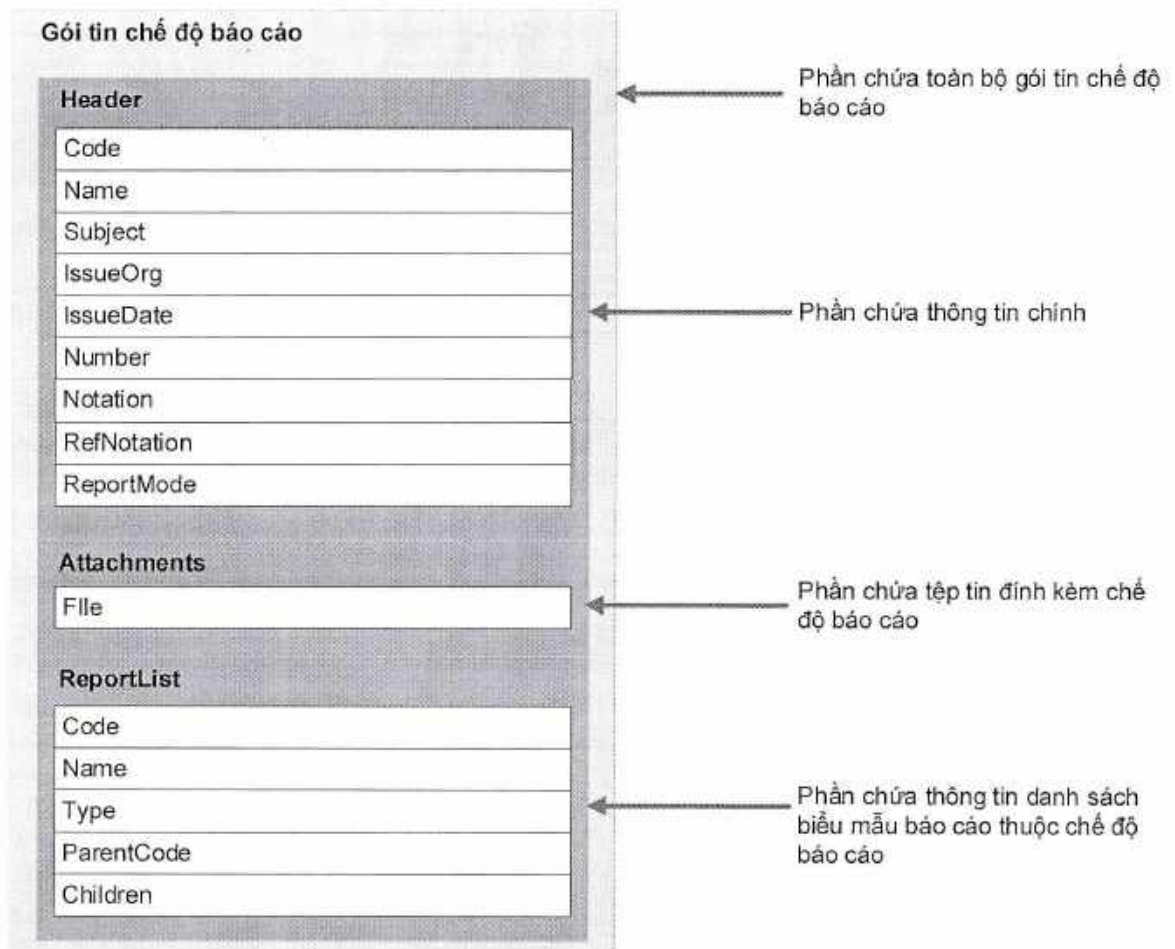 Gói tin chế độ báo cáo
Phần chứa toàn bộ gói tin chế độ
báo cáo
Header
Code
Name
Subject
IssueOrg
IssueDate
Phần chứa thông tin chính
Number
Notation
RefNotation
ReportMode
Attachments
File
Phần chứa tệp tin đính kèm chế
độ báo cáo
ReportList
Code
Name
Type
Phần chứa thông tin danh sách
biểu mẫu báo cáo thuộc chế độ
báo cáo
ParentCode
Children